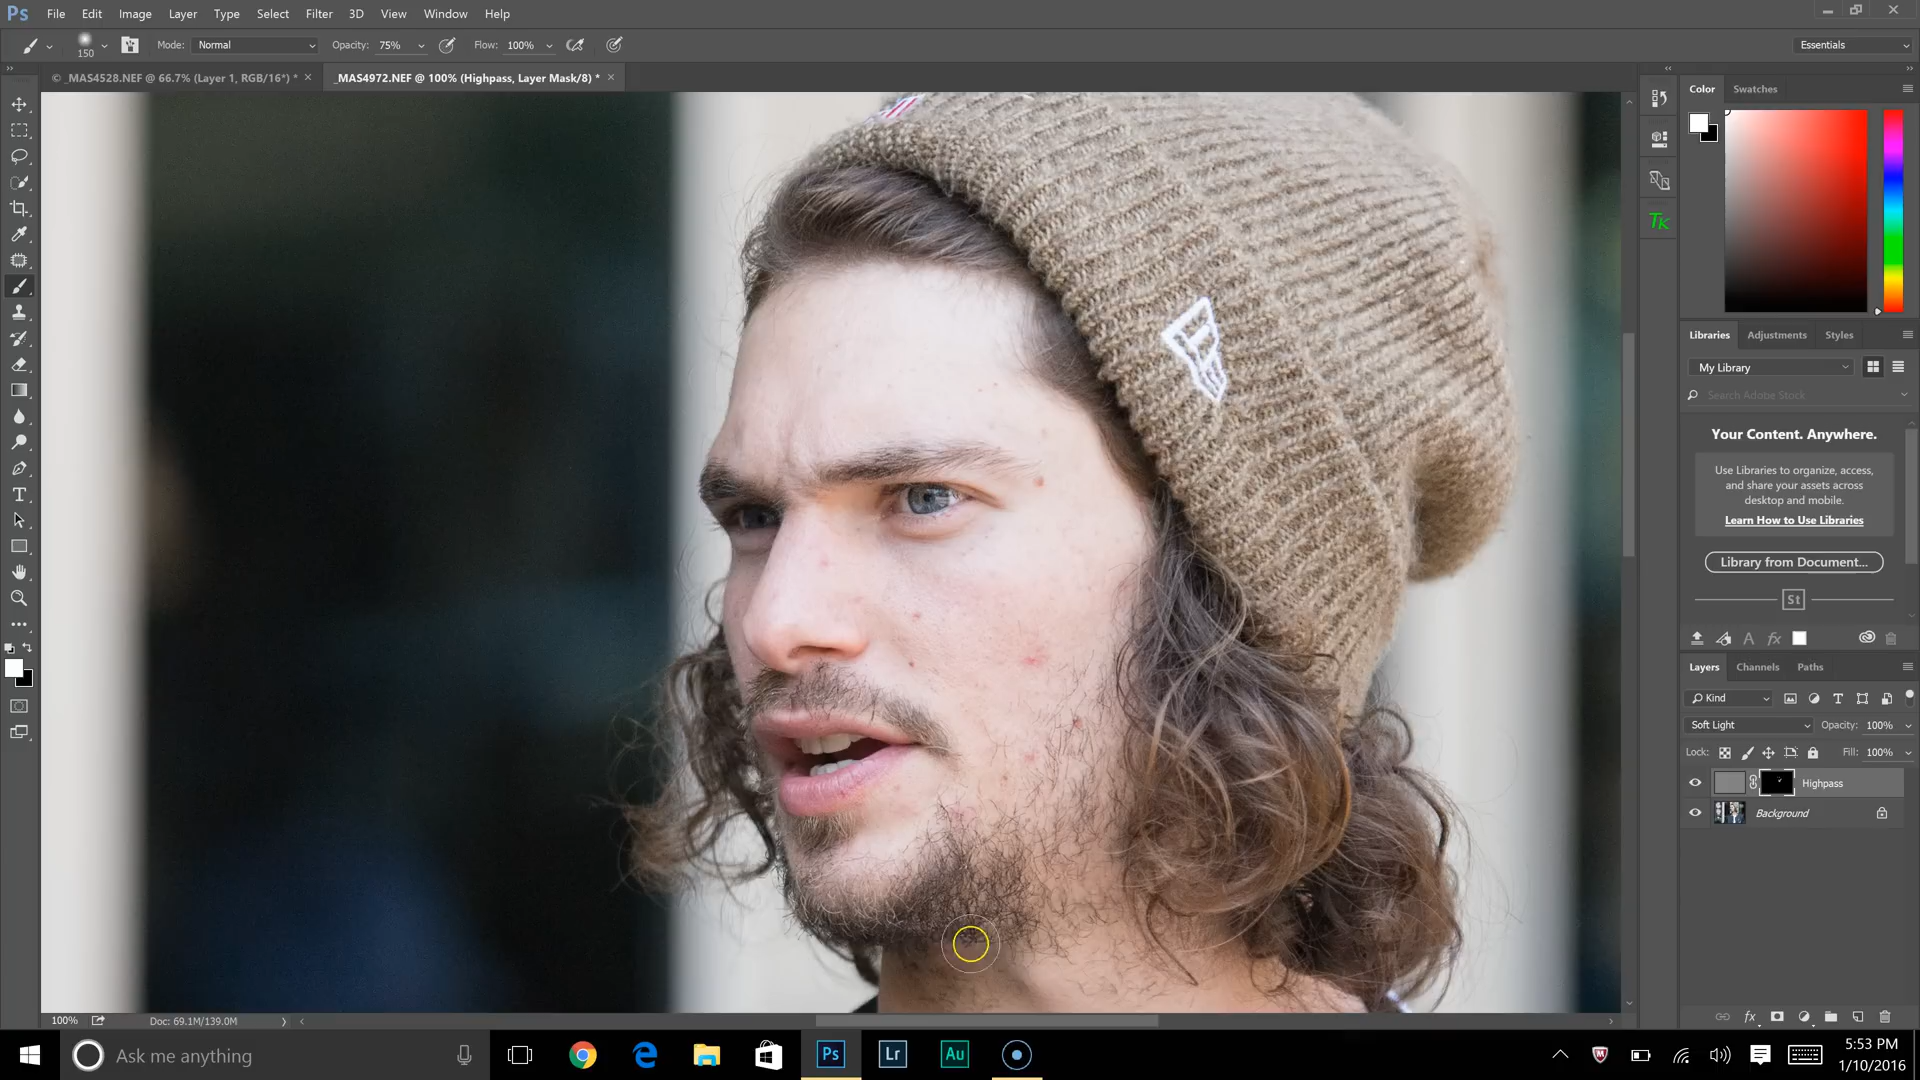 Ps File Edit Image Layer Type Select Filter 3D View Window Help
150 Mode: Normal Opacity: 75% Flow: 100% Essentials
© _MAS4528.NEF @ 66.7% (Layer 1, RGB/16*) * × _MAS4972.NEF @ 100% (Highpass, Layer Mask/8) * ×
Color Swatches
TK
Libraries Adjustments Styles
My Library
Search Adobe Stock
Your Content. Anywhere.
Use Libraries to organize, access,
and share your assets across
desktop and mobile.
Learn How to Use Libraries
Library from Document...
St
Layers Channels Paths
Kind
Soft Light Opacity: 100%
Lock: Fill: 100%
Highpass
Background
100% Doc: 69.1M/139.0M
Ask me anything
Ps Lr Au
5:53 PM
1/10/2016